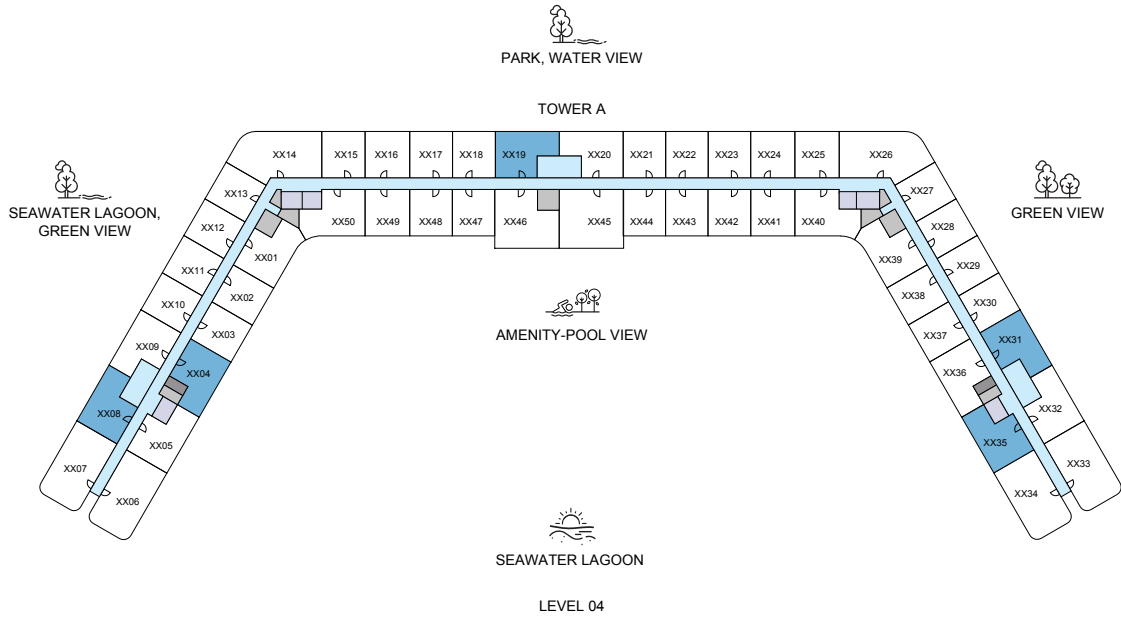 PARK, WATER VIEW
TOWER A
XX14 XX15 XX16 XX17 XX18 XX19 XX20 XX21 XX22 XX23 XX24 XX25 XX26
SEAWATER LAGOON,
GREEN VIEW
GREEN VIEW
XX13 XX27
XX50 XX49 XX48 XX47 XX46 XX45 XX44 XX43 XX42 XX41 XX40
XX12 XX28
XX01 XX39
XX11 XX29
XX02 XX38
XX10 XX30
XX03 XX37
AMENITY-POOL VIEW
XX09 XX31
XX04 XX36
XX08 XX32
XX05 XX35
XX07 XX33
XX06 XX34
SEAWATER LAGOON
LEVEL 04